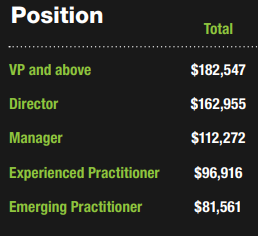 Position
Total
VP and above $182,547
Director $162,955
Manager $112,272
Experienced Practitioner $96,916
Emerging Practitioner $81,561